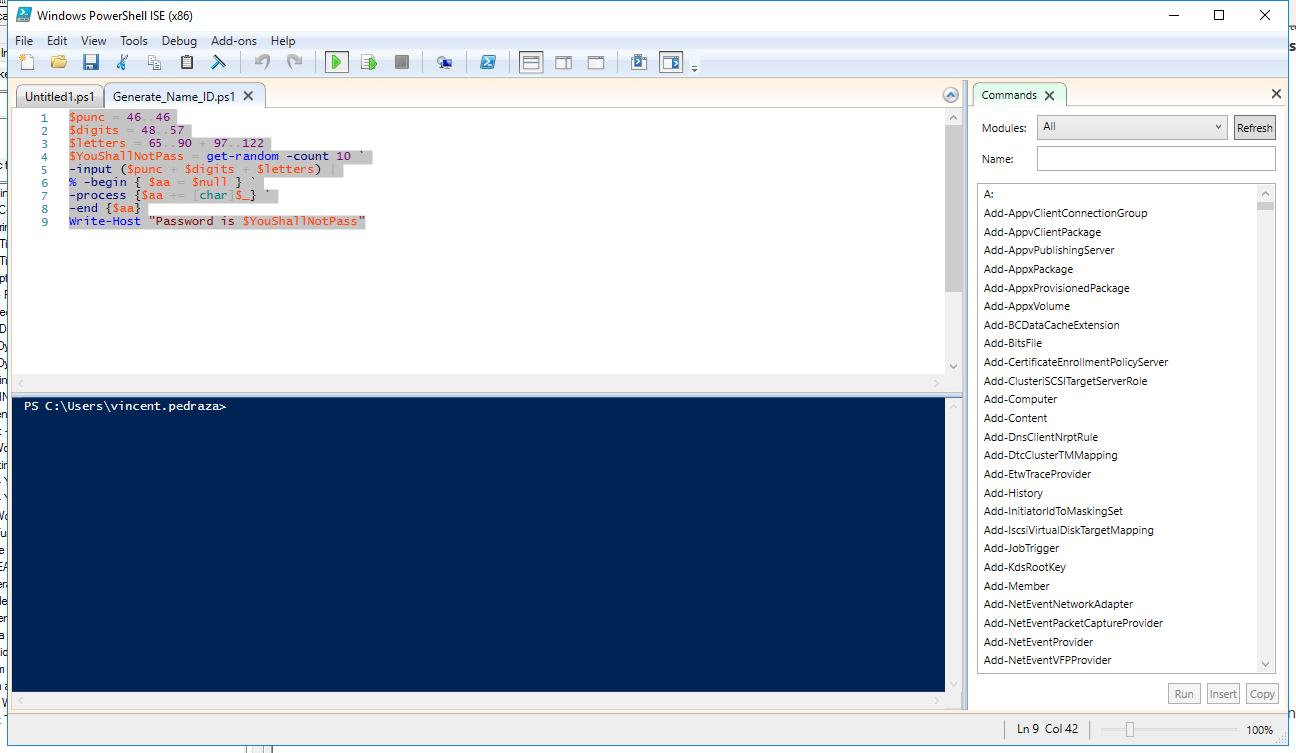 Windows PowerShell ISE (x86)
File Edit View Tools Debug Add-ons Help
Untitled1.ps1 Generate_Name_ID.ps1
1 $punc = 46..46
2 $digits = 48..57
3 $letters = 65..90 + 97..122
4 $YouShallNotPass = get-random -count 10 `
5 -input ($punc + $digits + $letters) |
6 % -begin { $aa = $null } `
7 -process {$aa += [char]$_} `
8 -end {$aa}
9 Write-Host "Password is $YouShallNotPass"
PS C:\Users\vincent.pedraza>
Commands
Modules: All Refresh
Name:
A:
Add-AppvClientConnectionGroup
Add-AppvClientPackage
Add-AppvPublishingServer
Add-AppxPackage
Add-AppxProvisionedPackage
Add-AppxVolume
Add-BCDataCacheExtension
Add-BitsFile
Add-CertificateEnrollmentPolicyServer
Add-ClusteriSCSITargetServerRole
Add-Computer
Add-Content
Add-DnsClientNrptRule
Add-DtcClusterTMMapping
Add-EtwTraceProvider
Add-History
Add-InitiatorIdToMaskingSet
Add-IscsiVirtualDiskTargetMapping
Add-JobTrigger
Add-KdsRootKey
Add-Member
Add-NetEventNetworkAdapter
Add-NetEventPacketCaptureProvider
Add-NetEventProvider
Add-NetEventVFPProvider
Run Insert Copy
Ln 9 Col 42 100%